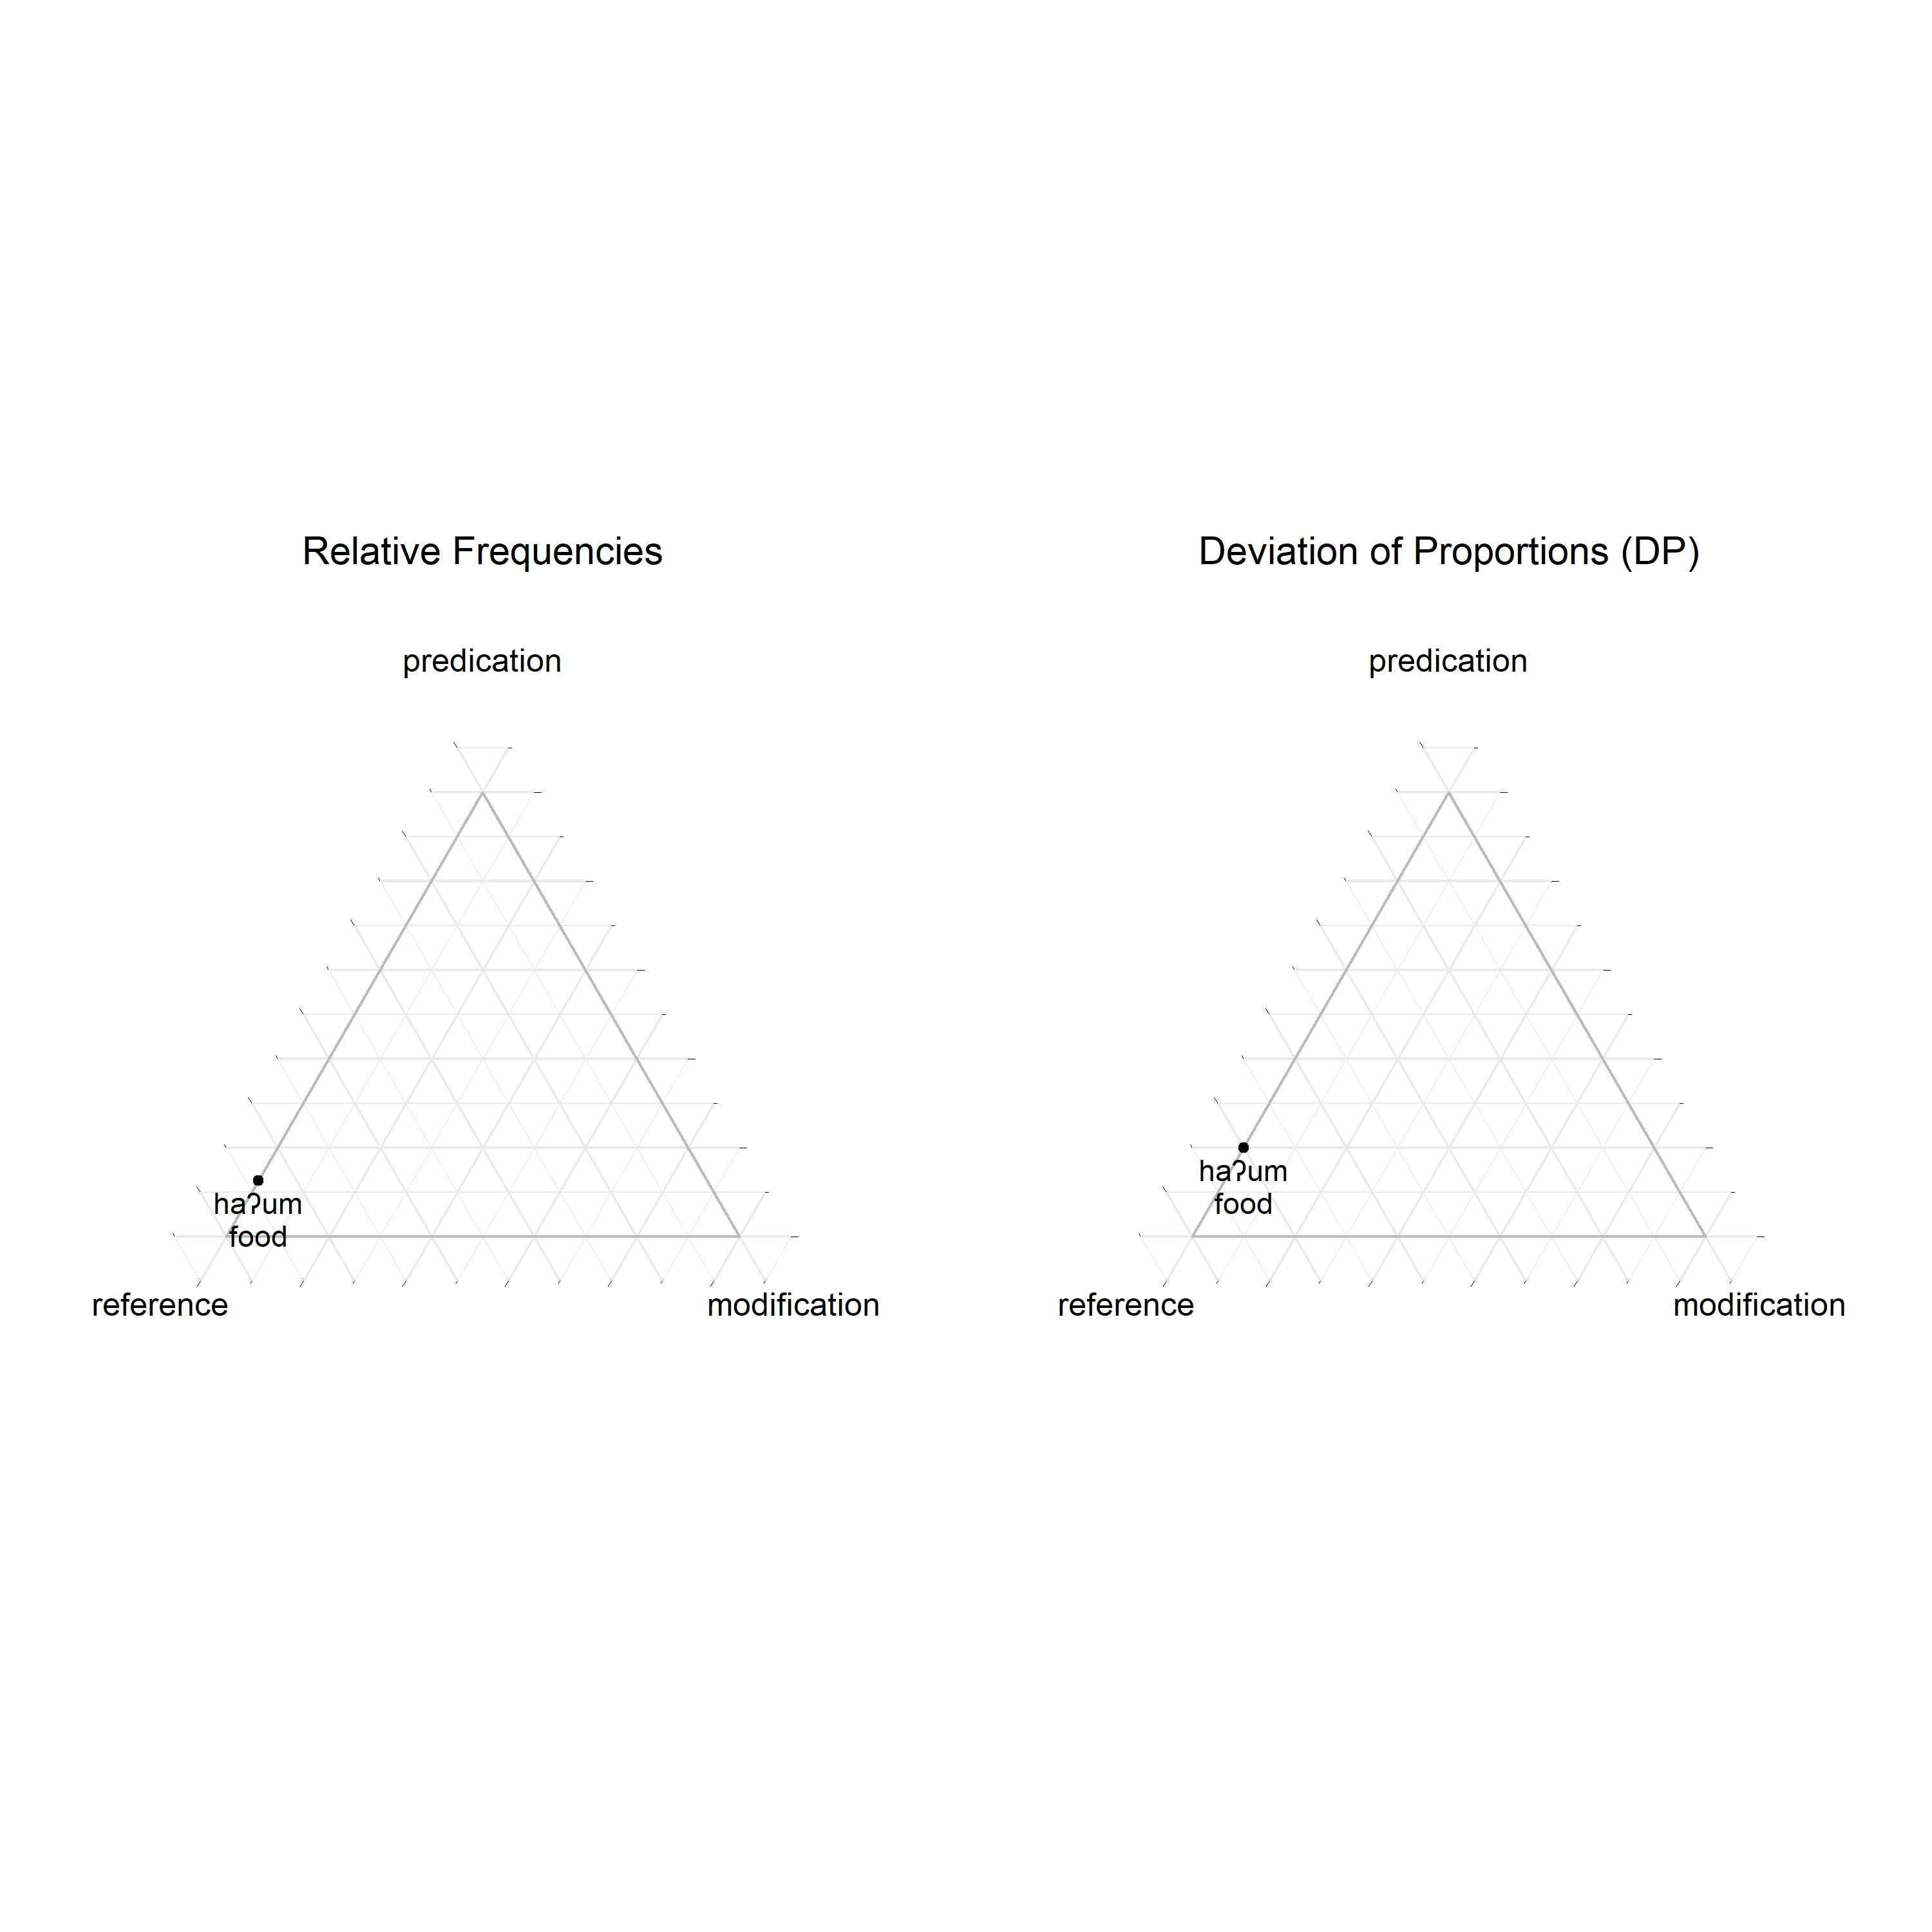 Relative Frequencies
predication
haʔum
food
reference
modification
Deviation of Proportions (DP)
predication
haʔum
food
reference
modification